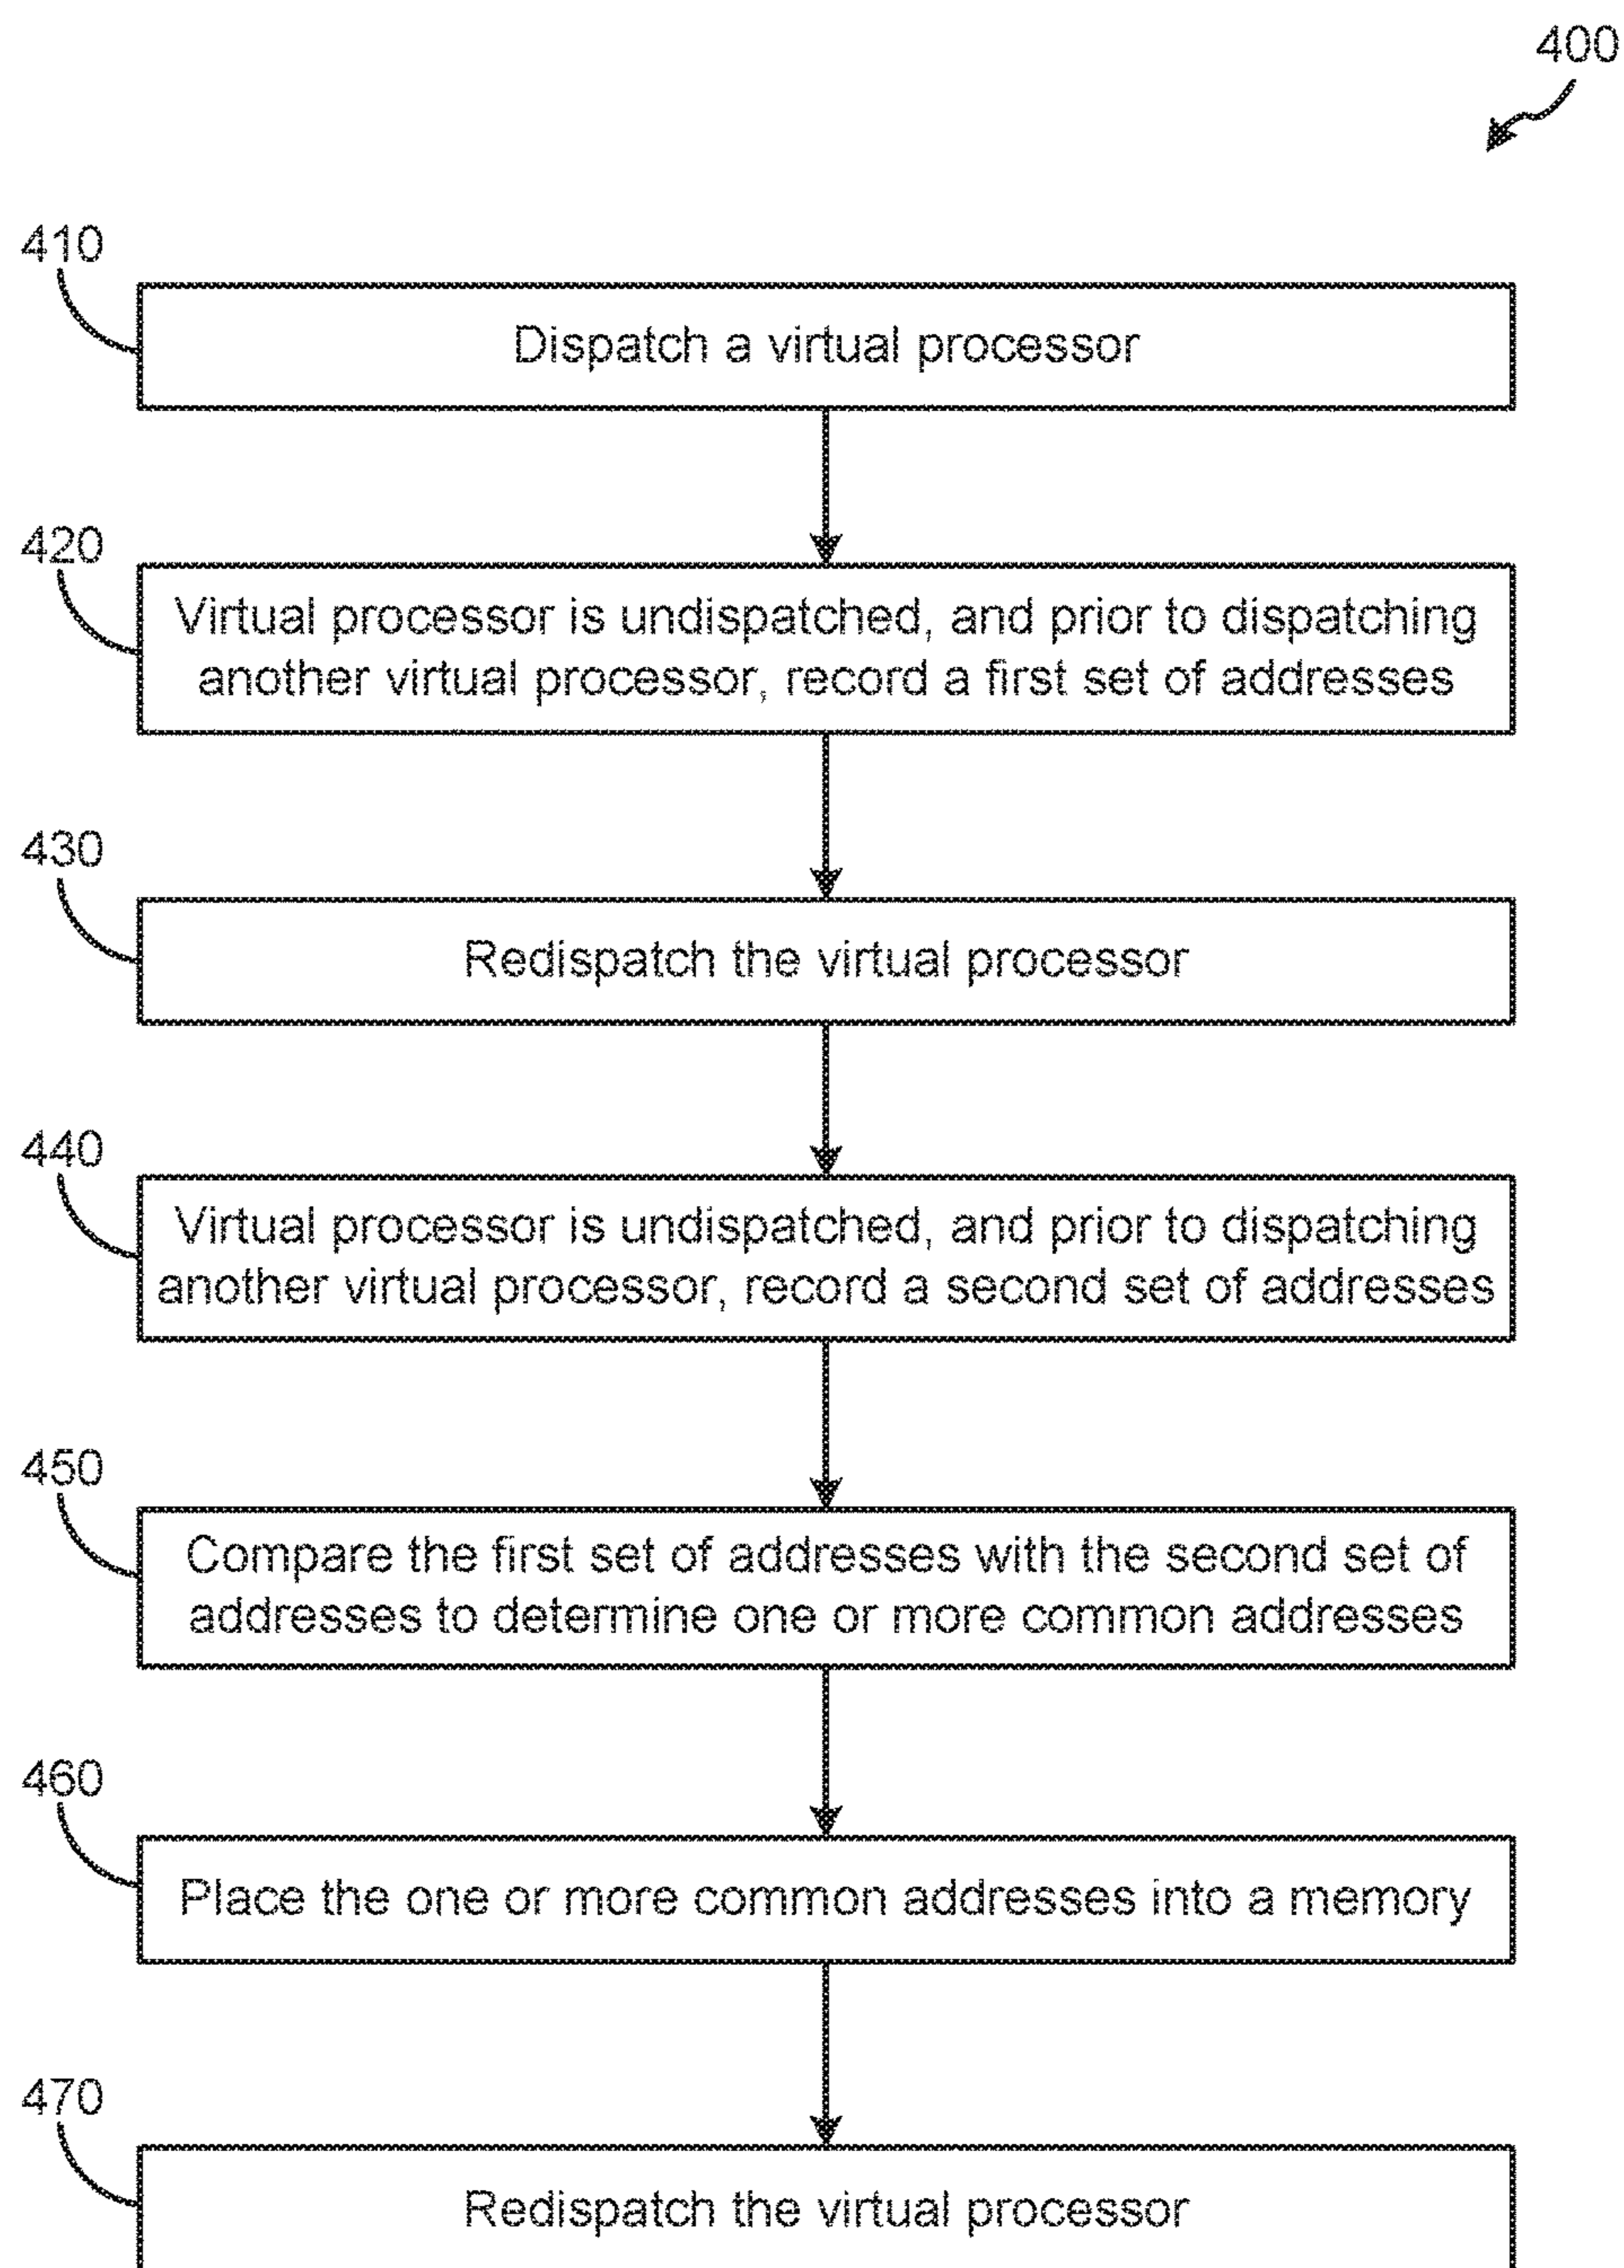 400
410
Dispatch a virtual processor
420
Virtual processor is undispatched, and prior to dispatching
another virtual processor, record a first set of addresses
430
Redispatch the virtual processor
440
Virtual processor is undispatched, and prior to dispatching
another virtual processor, record a second set of addresses
450
Compare the first set of addresses with the second set of
addresses to determine one or more common addresses
460
Place the one or more common addresses into a memory
470
Redispatch the virtual processor